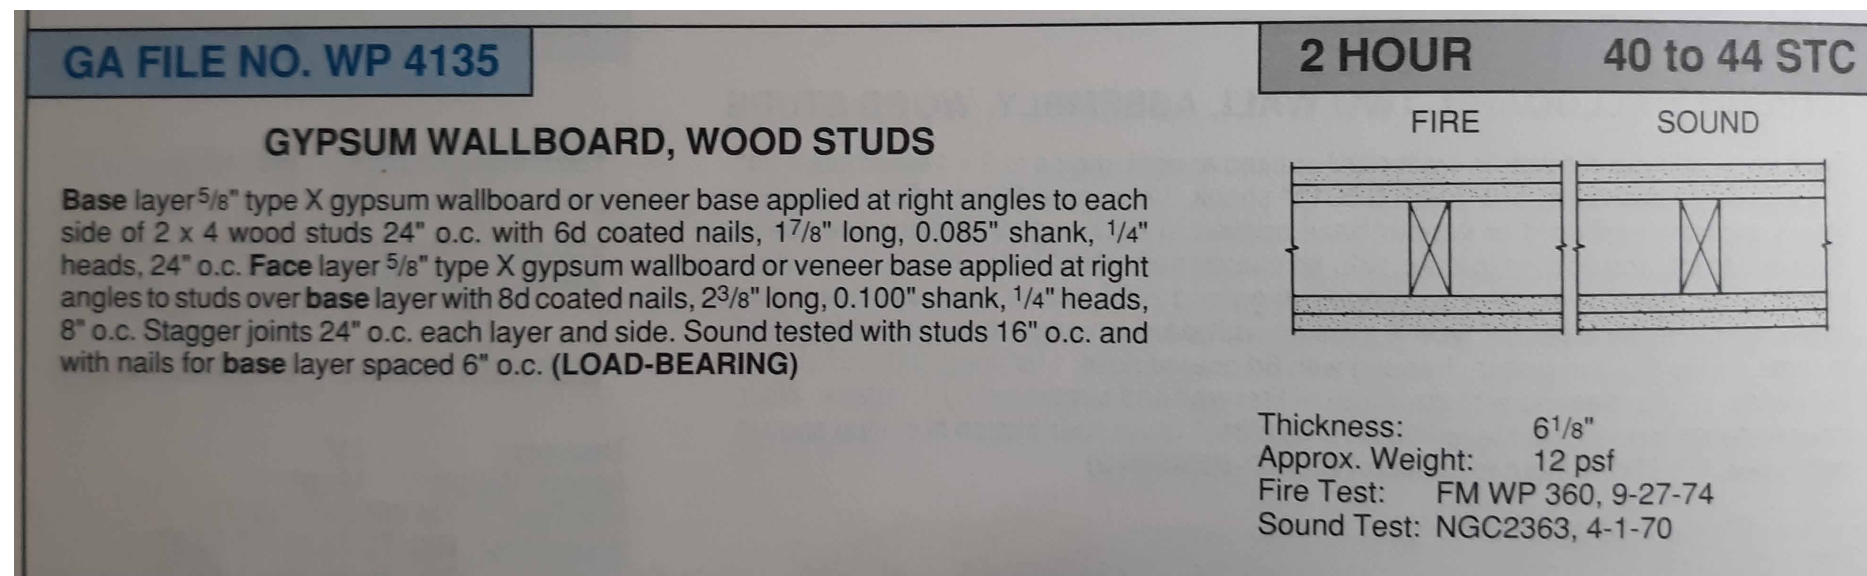 GA FILE NO. WP 4135
2 HOUR 40 to 44 STC
FIRE SOUND
GYPSUM WALLBOARD, WOOD STUDS
Base layer 5/8" type X gypsum wallboard or veneer base applied at right angles to each
side of 2 x 4 wood studs 24" o.c. with 6d coated nails, 1 7/8" long, 0.085" shank, 1/4"
heads, 24" o.c. Face layer 5/8" type X gypsum wallboard or veneer base applied at right
angles to studs over base layer with 8d coated nails, 2 3/8" long, 0.100" shank, 1/4" heads,
8" o.c. Stagger joints 24" o.c. each layer and side. Sound tested with studs 16" o.c. and
with nails for base layer spaced 6" o.c. (LOAD-BEARING)
Thickness: 6 1/8"
Approx. Weight: 12 psf
Fire Test: FM WP 360, 9-27-74
Sound Test: NGC2363, 4-1-70